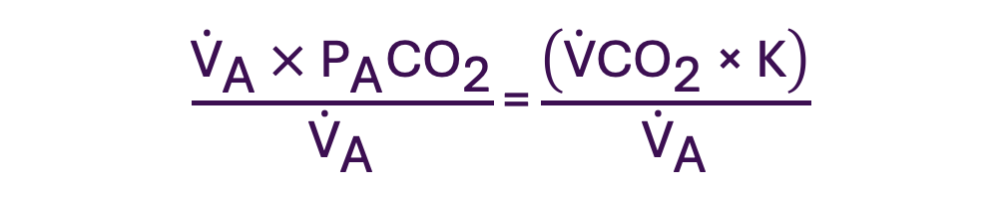 V̇A × PACO2 = (V̇CO2 × K)
V̇A V̇A